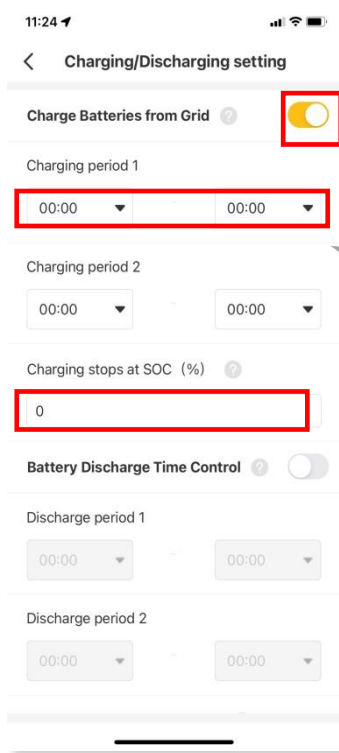 11:24
Charging/Discharging setting
Charge Batteries from Grid ?
Charging period 1
00:00 - 00:00
Charging period 2
00:00 - 00:00
Charging stops at SOC (%) ?
0
Battery Discharge Time Control ?
Discharge period 1
00:00 - 00:00
Discharge period 2
00:00 - 00:00